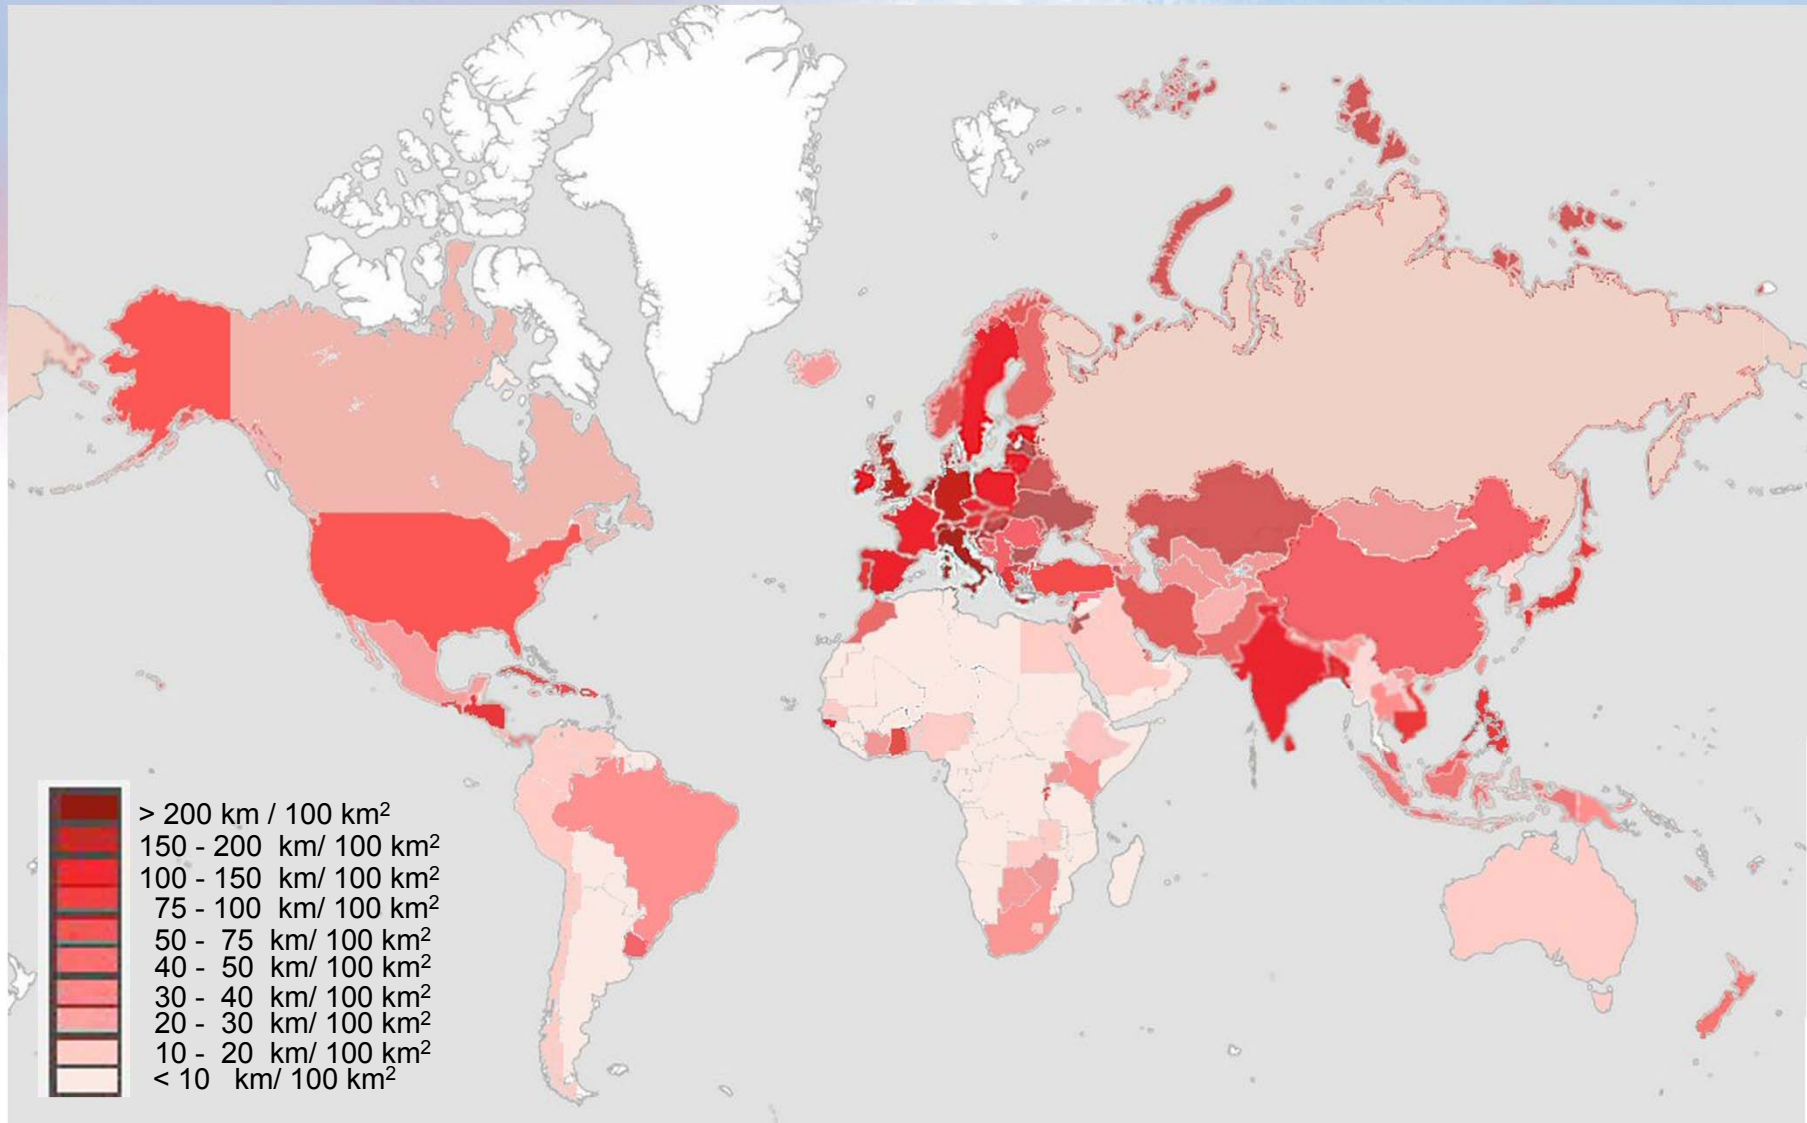 > 200 km / 100 km²
150 - 200 km/ 100 km²
100 - 150 km/ 100 km²
75 - 100 km/ 100 km²
50 - 75 km/ 100 km²
40 - 50 km/ 100 km²
30 - 40 km/ 100 km²
20 - 30 km/ 100 km²
10 - 20 km/ 100 km²
< 10 km/ 100 km²